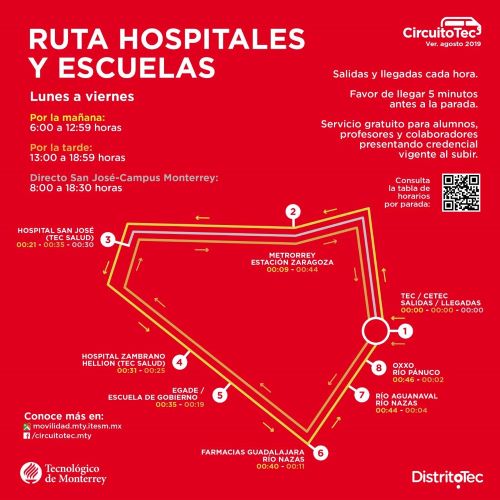 RUTA HOSPITALES
Y ESCUELAS
CircuitoTec
Ver. agosto 2019
Lunes a viernes
Por la mañana:
6:00 a 12:59 horas
Por la tarde:
13:00 a 18:59 horas
Directo San José-Campus Monterrey:
8:00 a 18:30 horas
Salidas y llegadas cada hora.
Favor de llegar 5 minutos
antes a la parada.
Servicio gratuito para alumnos,
profesores y colaboradores
presentando credencial
vigente al subir.
Consulta
la tabla de
horarios
por parada:
2
METRORREY
ESTACIÓN ZARAGOZA
00:09 - 00:44
HOSPITAL SAN JOSÉ
(TEC SALUD)
00:21 - 00:35 - 00:30
3
TEC / CETEC
SALIDAS / LLEGADAS
00:00 - 00:00 - 00:00
1
HOSPITAL ZAMBRANO
HELLION (TEC SALUD)
00:31 - 00:25
4
8
OXXO
RÍO PÁNUCO
00:46 - 00:02
EGADE /
ESCUELA DE GOBIERNO
00:35 - 00:19
5
7
RÍO AGUANAVAL
RÍO NAZAS
00:44 - 00:04
FARMACIAS GUADALAJARA
RÍO NAZAS
00:40 - 00:11
6
Conoce más en:
movilidad.mty.itesm.mx
/circuitotec.mty
Tecnológico
de Monterrey
DistritoTec